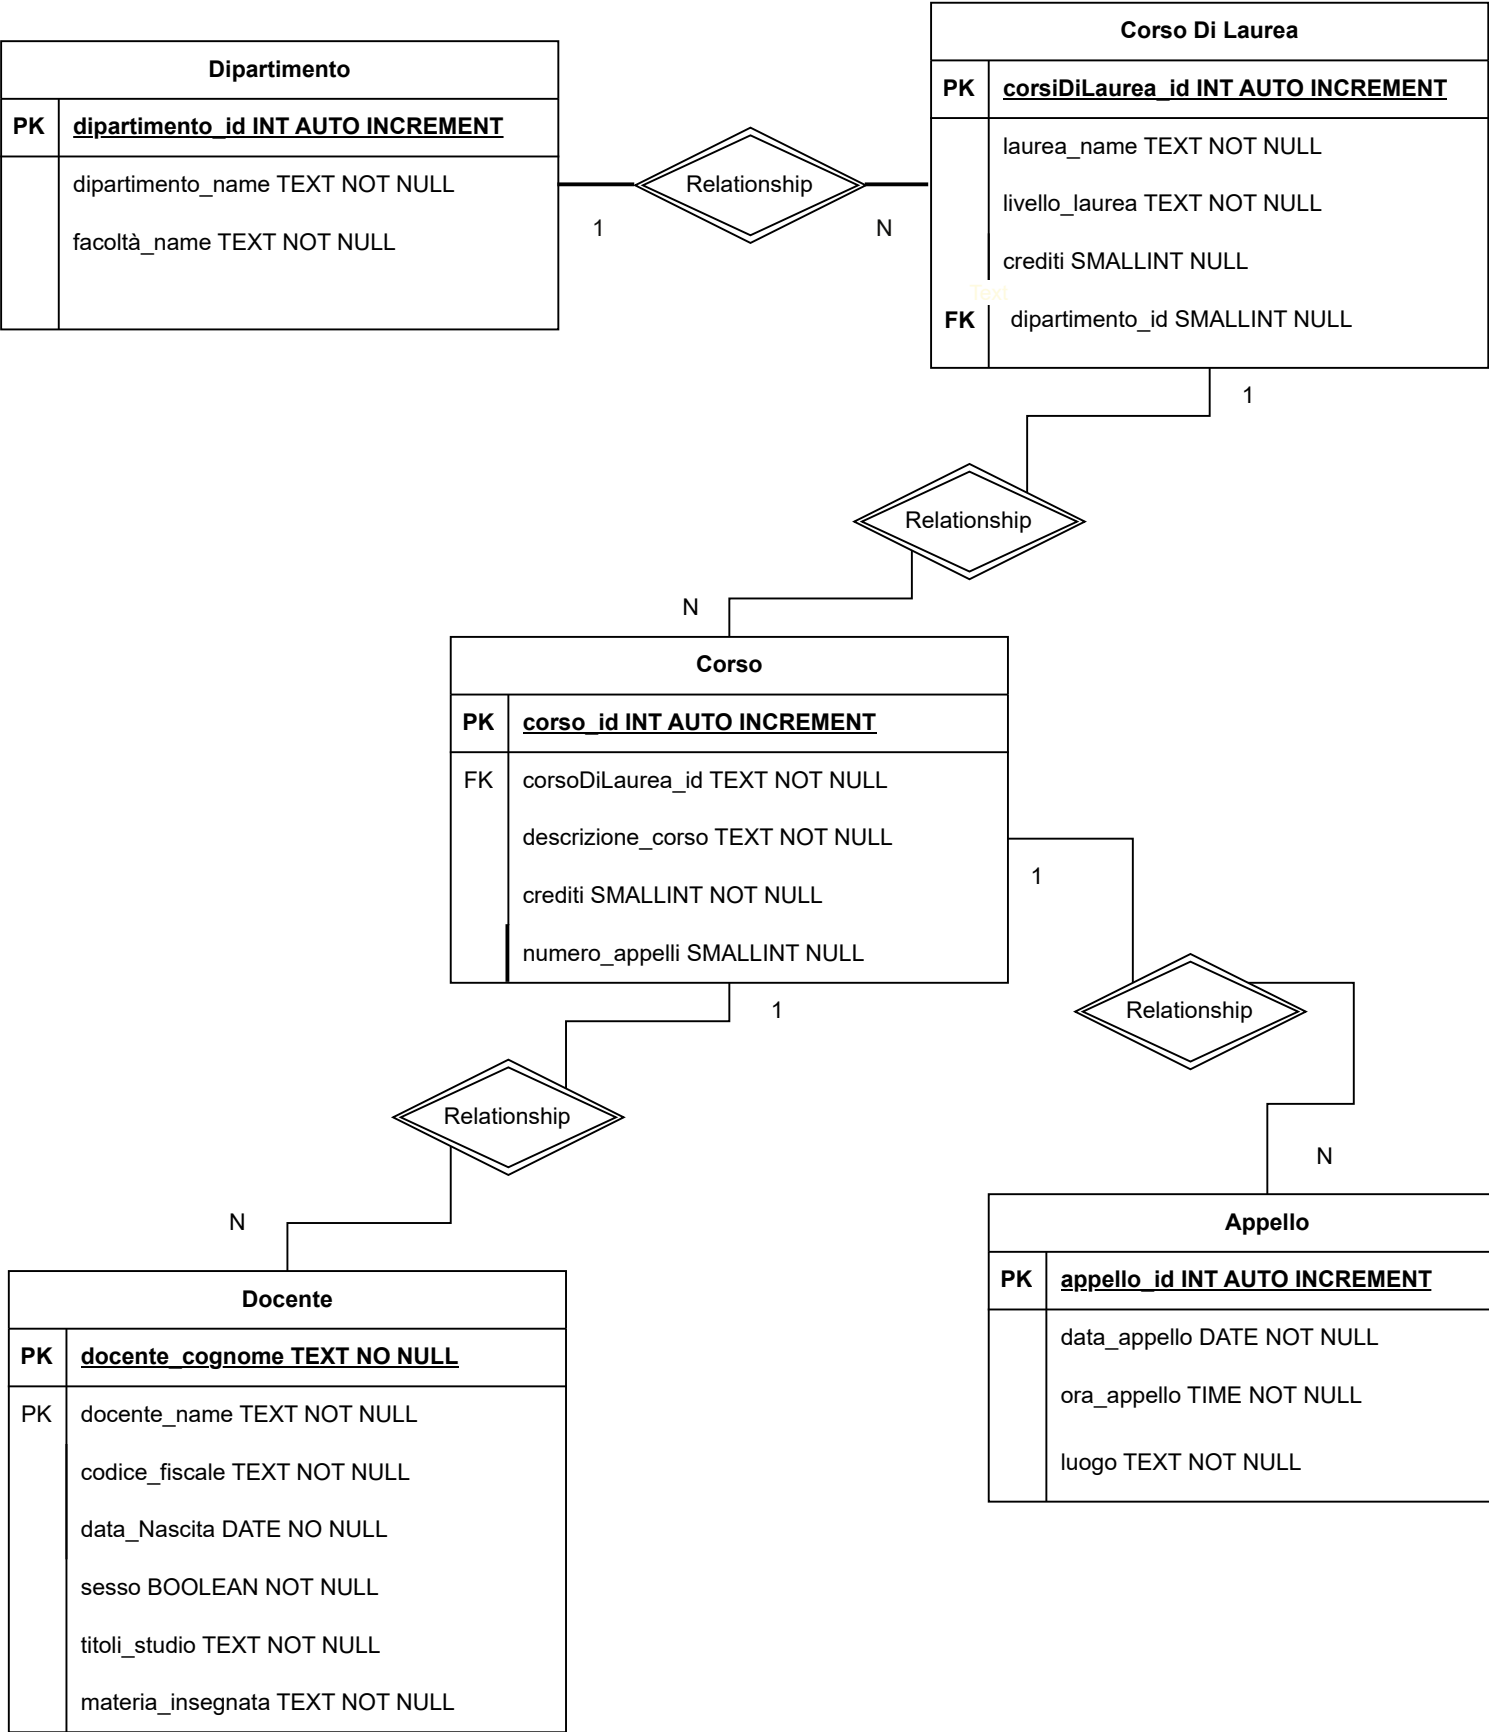 Dipartimento
PK dipartimento_id INT AUTO INCREMENT
dipartimento_name TEXT NOT NULL
facoltà_name TEXT NOT NULL
Relationship
1
N
Corso Di Laurea
PK corsiDiLaurea_id INT AUTO INCREMENT
laurea_name TEXT NOT NULL
livello_laurea TEXT NOT NULL
crediti SMALLINT NULL
Text
FK dipartimento_id SMALLINT NULL
1
Relationship
N
Corso
PK corso_id INT AUTO INCREMENT
FK corsoDiLaurea_id TEXT NOT NULL
descrizione_corso TEXT NOT NULL
crediti SMALLINT NOT NULL
numero_appelli SMALLINT NULL
1
Relationship
N
1
Relationship
N
Docente
PK docente_cognome TEXT NO NULL
PK docente_name TEXT NOT NULL
codice_fiscale TEXT NOT NULL
data_Nascita DATE NO NULL
sesso BOOLEAN NOT NULL
titoli_studio TEXT NOT NULL
materia_insegnata TEXT NOT NULL
Appello
PK appello_id INT AUTO INCREMENT
data_appello DATE NOT NULL
ora_appello TIME NOT NULL
luogo TEXT NOT NULL